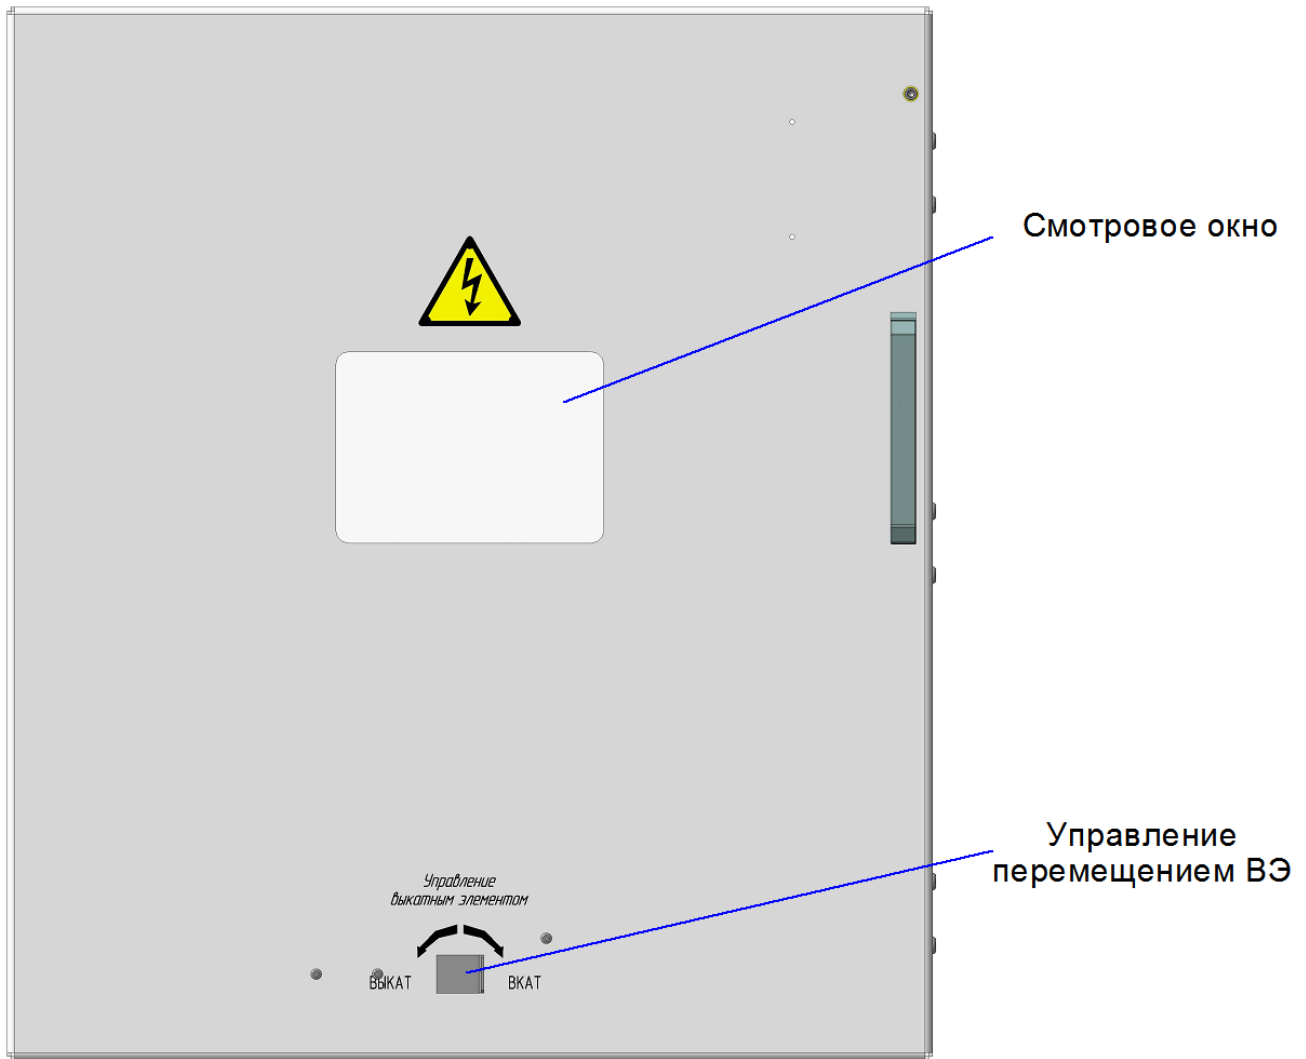 Смотровое окно
Управление
перемещением ВЭ
Управление
выкатным элементом
ВЫКАТ
ВКАТ